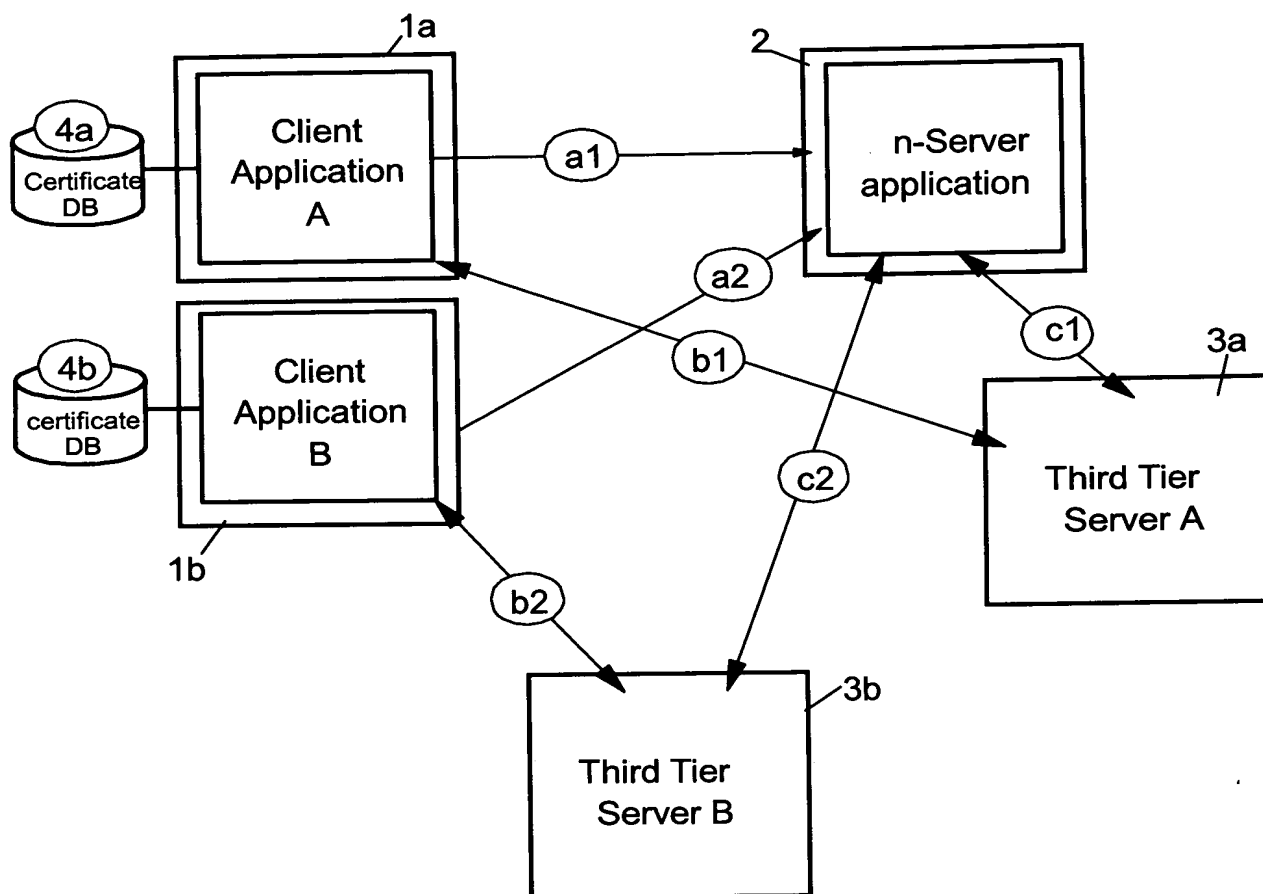 1a
2
4a
Certificate
DB
Client
Application
A
a1
n-Server
application
a2
4b
certificate
DB
Client
Application
B
b1
c1
3a
c2
Third Tier
Server A
1b
b2
3b
Third Tier
Server B